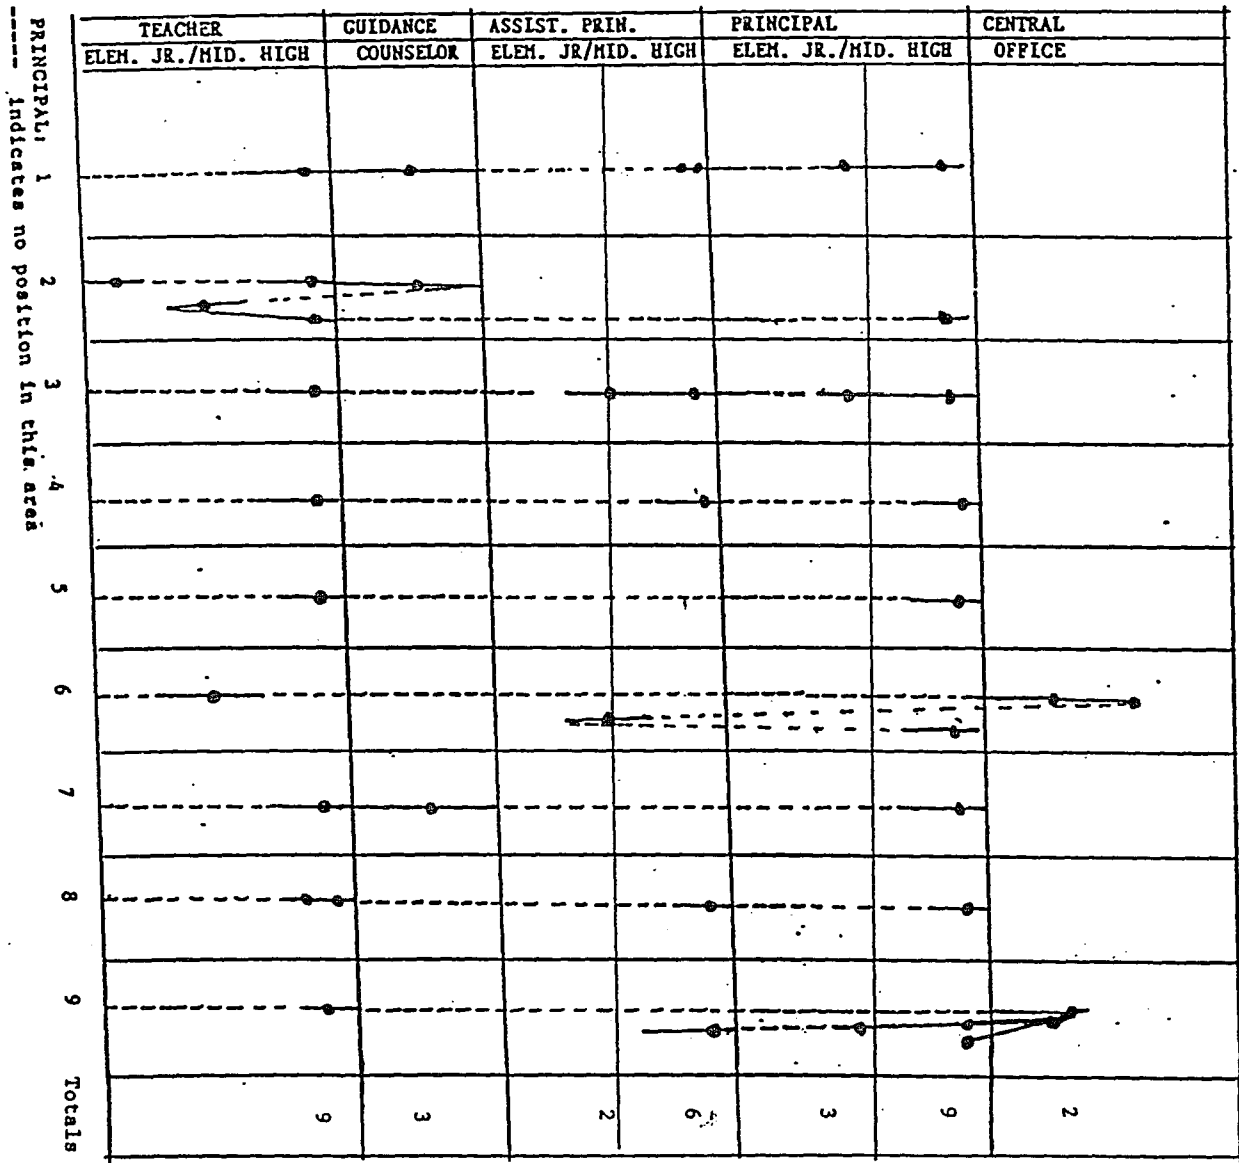 TEACHER GUIDANCE ASSIST. PRIN. PRINCIPAL CENTRAL
ELEM. JR./MID. HIGH COUNSELOR ELEM. JR/MID. HIGH ELEM. JR./MID. HIGH OFFICE
PRINCIPAL: 1 2 3 4 5 6 7 8 9 Totals
----- indicates no position in this area
9 3 2 6 3 9 2